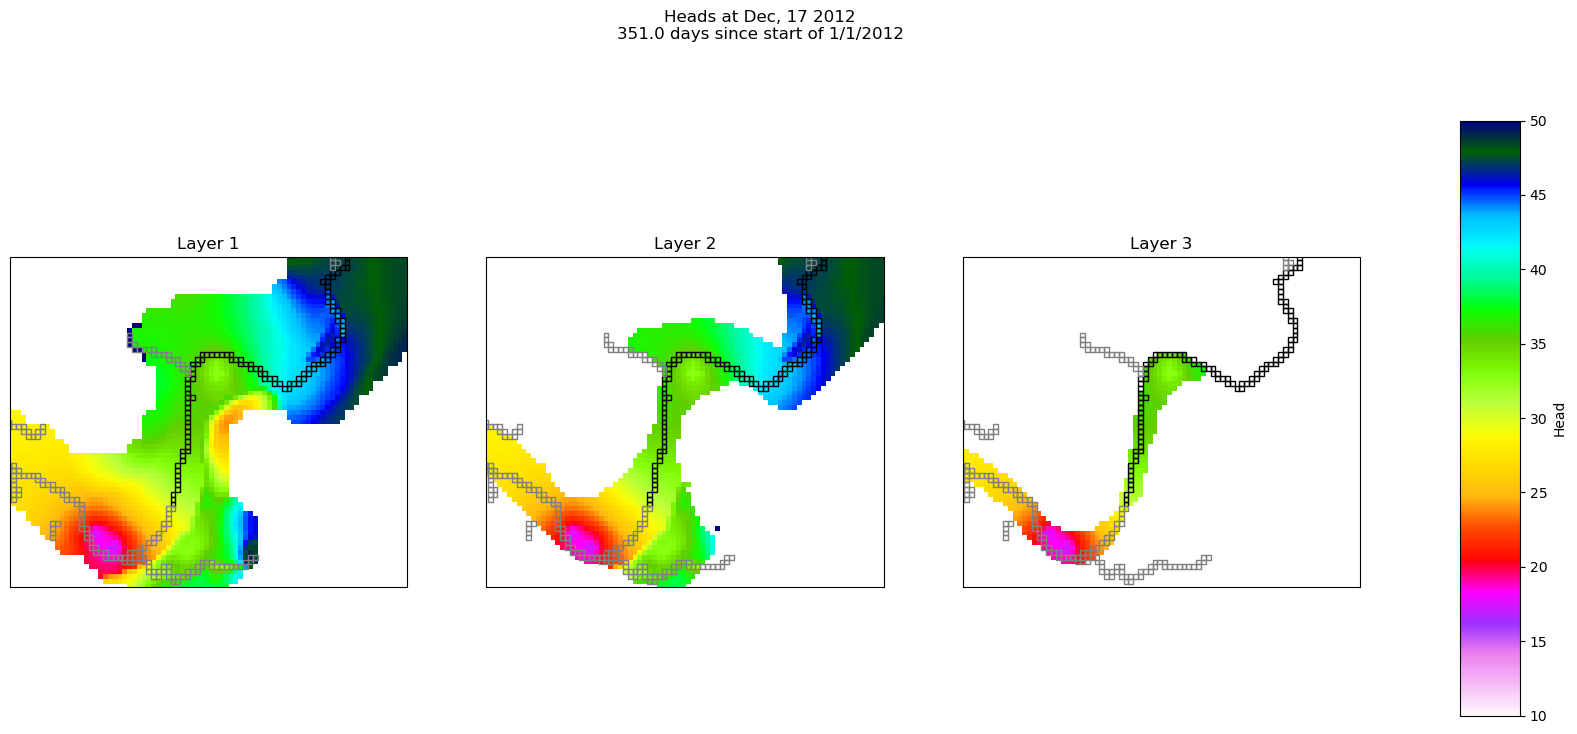 Heads at Dec, 17 2012
351.0 days since start of 1/1/2012
Layer 1
Layer 2
Layer 3
50
45
40
35
30
25
20
15
10
Head